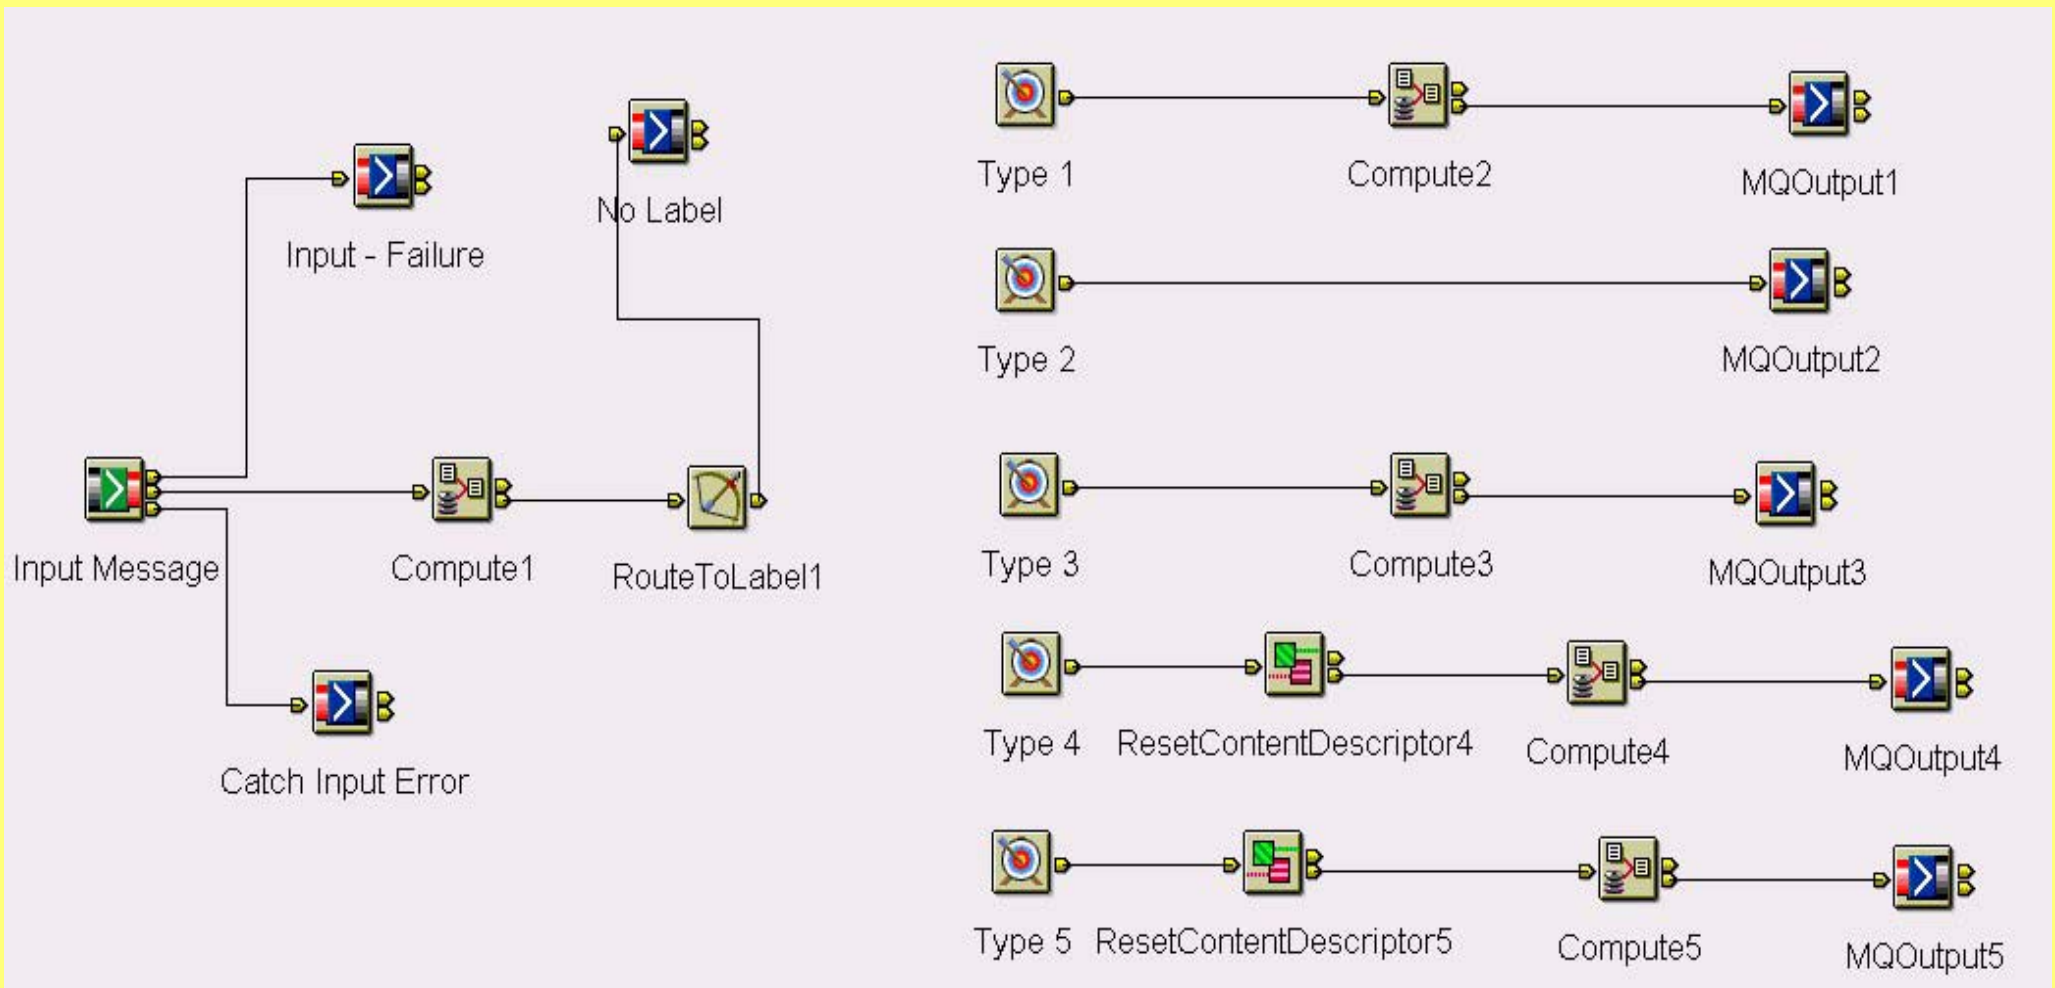 No Label
Input - Failure
Input Message
Compute1
RouteToLabel1
Catch Input Error
Type 1
Compute2
MQOutput1
Type 2
MQOutput2
Type 3
Compute3
MQOutput3
Type 4
ResetContentDescriptor4
Compute4
MQOutput4
Type 5
ResetContentDescriptor5
Compute5
MQOutput5